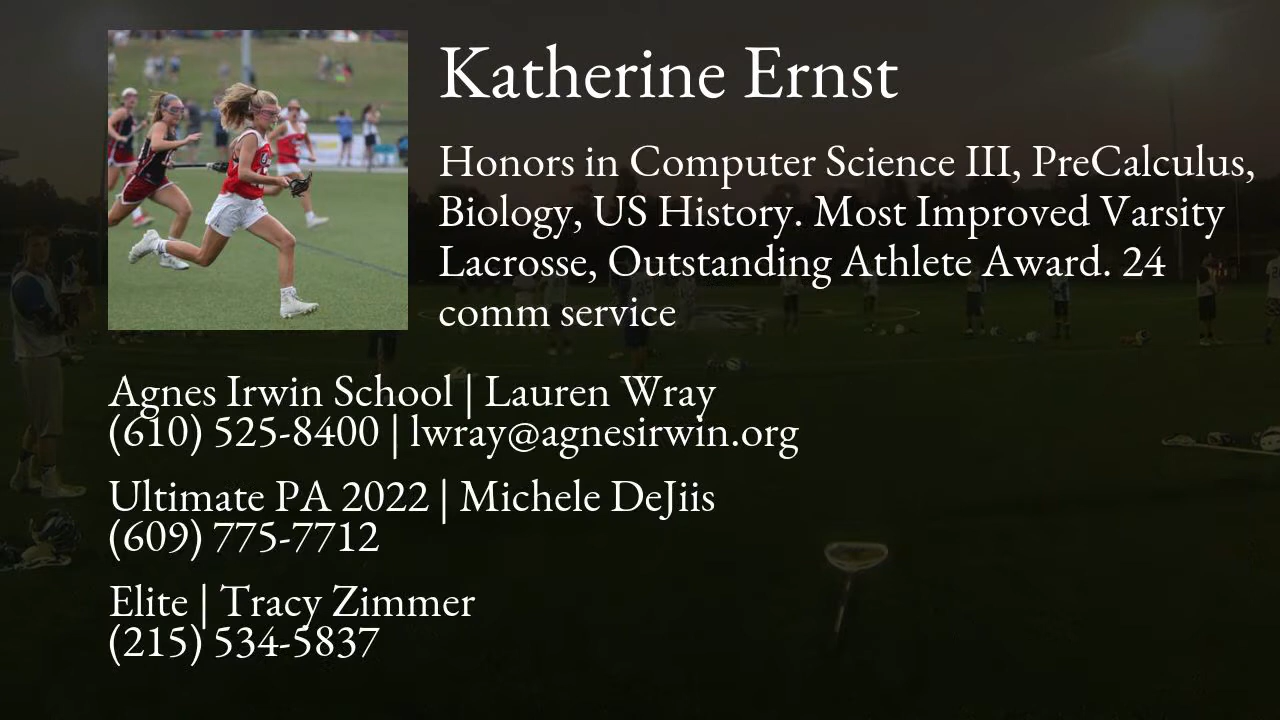 Katherine Ernst
Honors in Computer Science III, PreCalculus,
Biology, US History. Most Improved Varsity
Lacrosse, Outstanding Athlete Award. 24
comm service
Agnes Irwin School | Lauren Wray
(610) 525-8400 | lwray@agnesirwin.org
Ultimate PA 2022 | Michele DeJiis
(609) 775-7712
Elite | Tracy Zimmer
(215) 534-5837